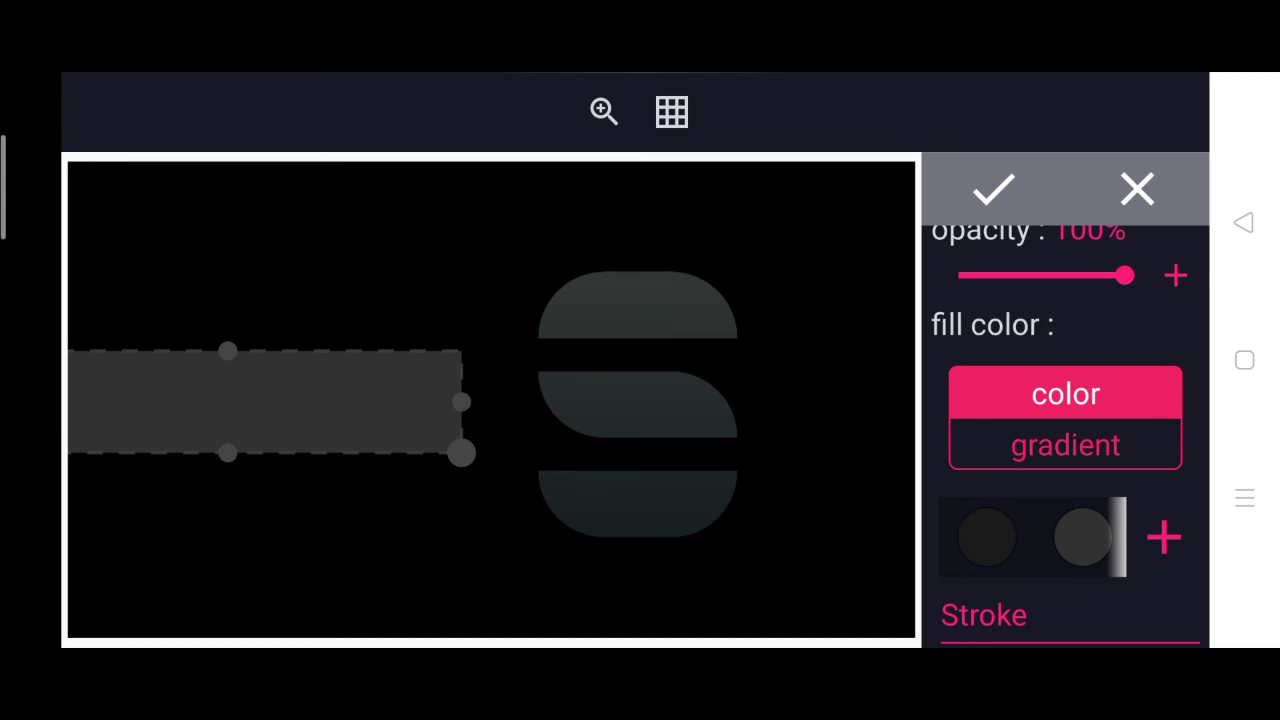 opacity : 100%
fill color :
color
gradient
Stroke